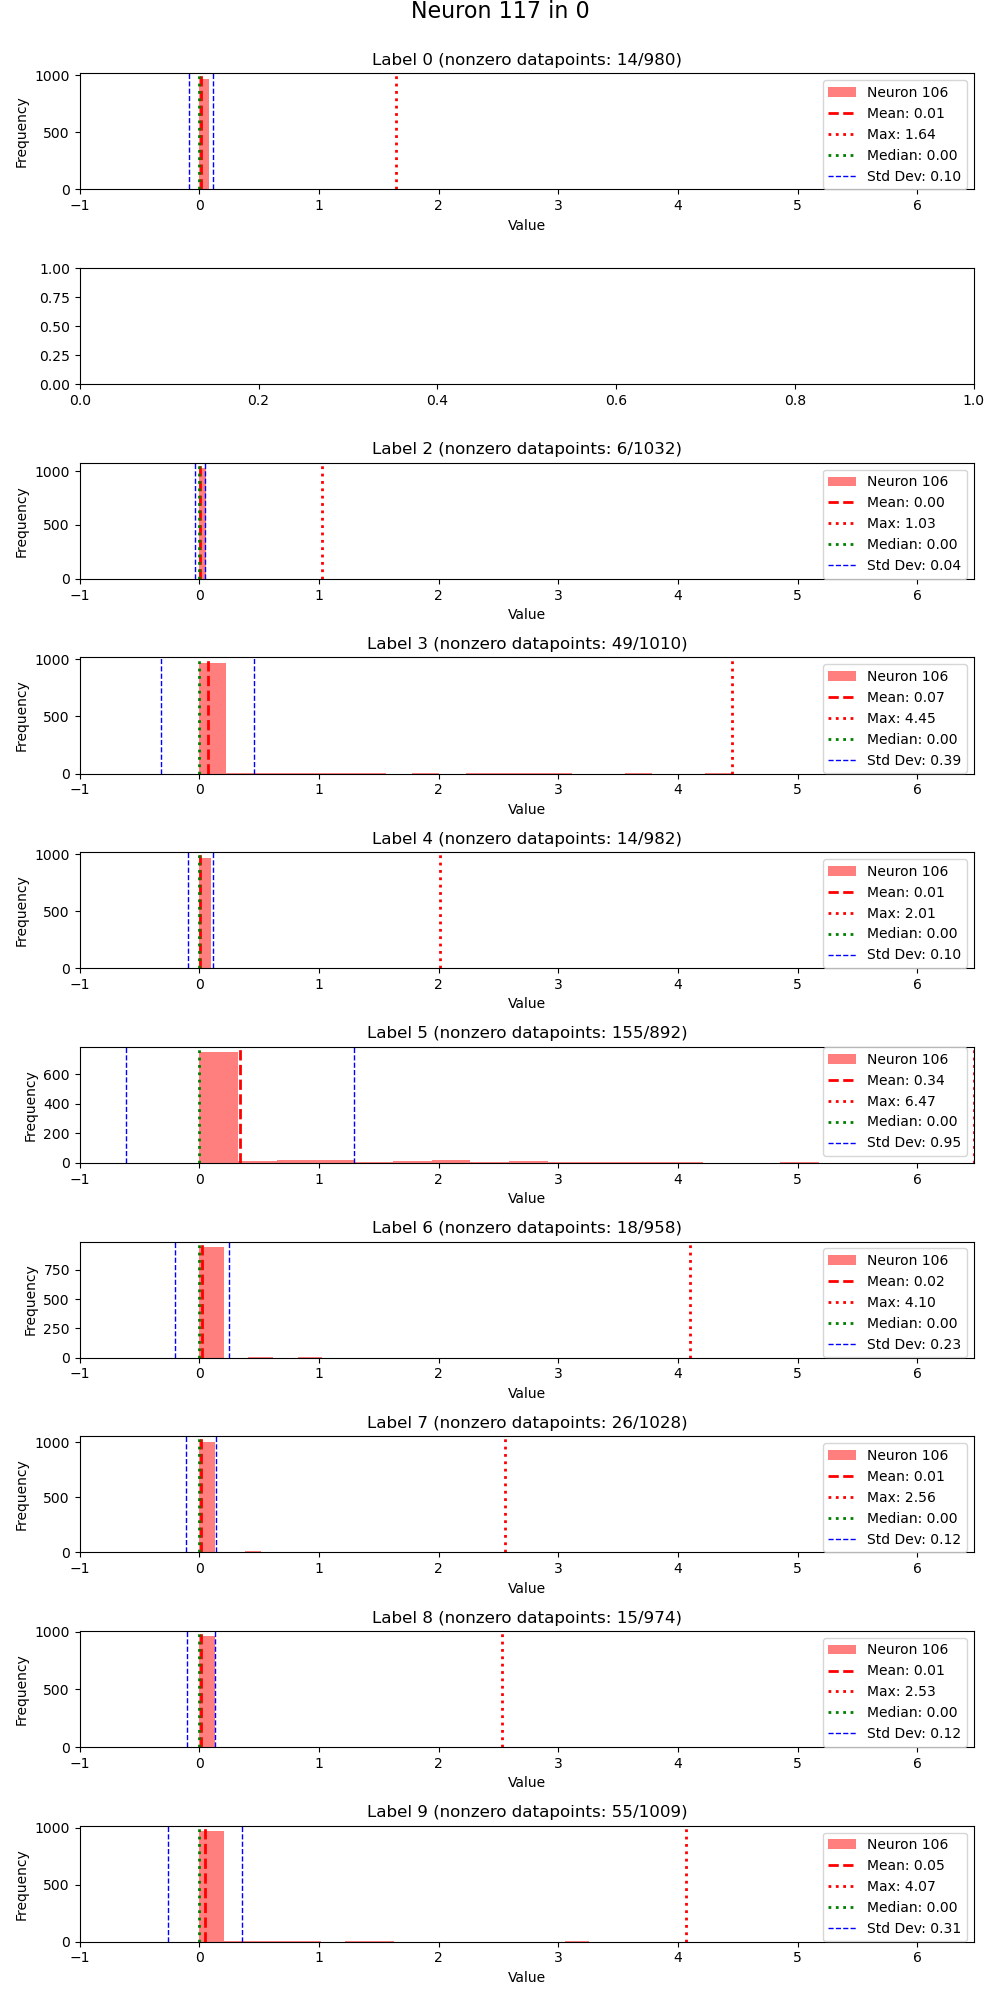 Neuron 117 in 0
Label 0 (nonzero datapoints: 14/980)
1000
500
0
Frequency
Neuron 106
Mean: 0.01
Max: 1.64
Median: 0.00
Std Dev: 0.10
−1 0 1 2 3 4 5 6
Value
1.00
0.75
0.50
0.25
0.00
0.0 0.2 0.4 0.6 0.8 1.0
Label 2 (nonzero datapoints: 6/1032)
1000
500
0
Frequency
Neuron 106
Mean: 0.00
Max: 1.03
Median: 0.00
Std Dev: 0.04
−1 0 1 2 3 4 5 6
Value
Label 3 (nonzero datapoints: 49/1010)
1000
500
0
Frequency
Neuron 106
Mean: 0.07
Max: 4.45
Median: 0.00
Std Dev: 0.39
−1 0 1 2 3 4 5 6
Value
Label 4 (nonzero datapoints: 14/982)
1000
500
0
Frequency
Neuron 106
Mean: 0.01
Max: 2.01
Median: 0.00
Std Dev: 0.10
−1 0 1 2 3 4 5 6
Value
Label 5 (nonzero datapoints: 155/892)
600
400
200
0
Frequency
Neuron 106
Mean: 0.34
Max: 6.47
Median: 0.00
Std Dev: 0.95
−1 0 1 2 3 4 5 6
Value
Label 6 (nonzero datapoints: 18/958)
750
500
250
0
Frequency
Neuron 106
Mean: 0.02
Max: 4.10
Median: 0.00
Std Dev: 0.23
−1 0 1 2 3 4 5 6
Value
Label 7 (nonzero datapoints: 26/1028)
1000
500
0
Frequency
Neuron 106
Mean: 0.01
Max: 2.56
Median: 0.00
Std Dev: 0.12
−1 0 1 2 3 4 5 6
Value
Label 8 (nonzero datapoints: 15/974)
1000
500
0
Frequency
Neuron 106
Mean: 0.01
Max: 2.53
Median: 0.00
Std Dev: 0.12
−1 0 1 2 3 4 5 6
Value
Label 9 (nonzero datapoints: 55/1009)
1000
500
0
Frequency
Neuron 106
Mean: 0.05
Max: 4.07
Median: 0.00
Std Dev: 0.31
−1 0 1 2 3 4 5 6
Value